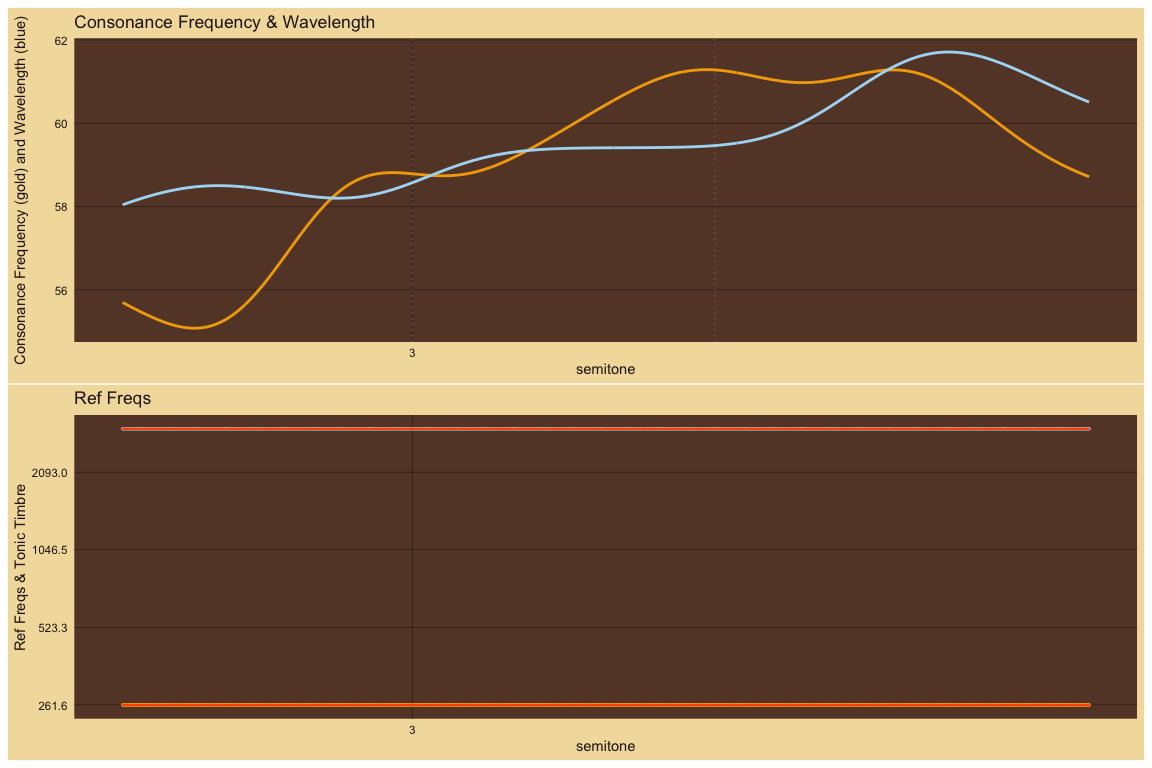 Consonance Frequency & Wavelength
Consonance Frequency (gold) and Wavelength (blue)
62
60
58
56
3
semitone
Ref Freqs
Ref Freqs & Tonic Timbre
2093.0
1046.5
523.3
261.6
3
semitone